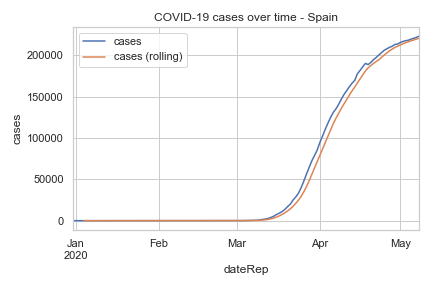 COVID-19 cases over time - Spain
cases
cases (rolling)
200000
150000
100000
50000
0
cases
Jan
2020
Feb
Mar
Apr
May
dateRep